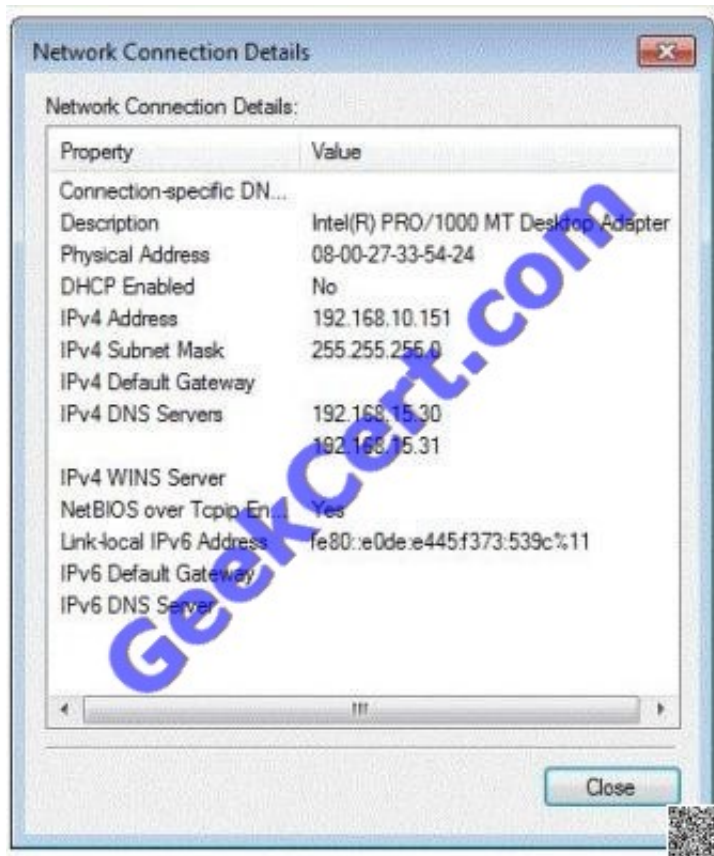 Network Connection Details
Network Connection Details:
Property Value
Connection-specific DN...
Description Intel(R) PRO/1000 MT Desktop Adapter
Physical Address 08-00-27-33-54-24
DHCP Enabled No
IPv4 Address 192.168.10.151
IPv4 Subnet Mask 255.255.255.0
IPv4 Default Gateway
IPv4 DNS Servers 192.168.15.30
192.168.15.31
IPv4 WINS Server
NetBIOS over Tcpip En... Yes
Link-local IPv6 Address fe80::e0de:e445:f373:539c%11
IPv6 Default Gateway
IPv6 DNS Server
Close
GeekCert.com